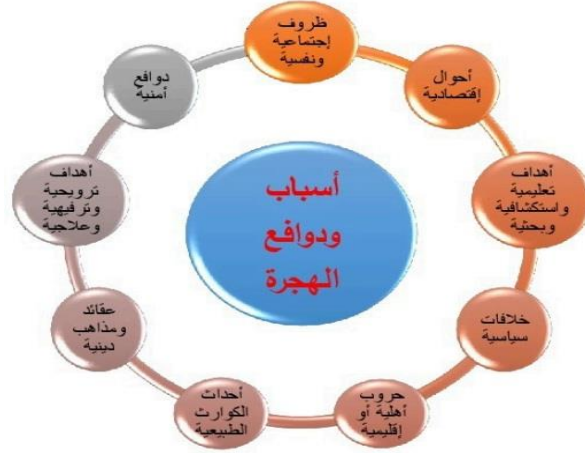 أسباب
ودوافع
الهجرة
ظروف
إجتماعية
ونفسية
أحوال
إقتصادية
أهداف
تعليمية
واستكشافية
وبحثية
خلافات
سياسية
حروب
أهلية أو
إقليمية
أحداث
الكوارث
الطبيعية
عقائد
ومذاهب
دينية
أهداف
ترويحية
وترفيهية
وعلاجية
دوافع
أمنية